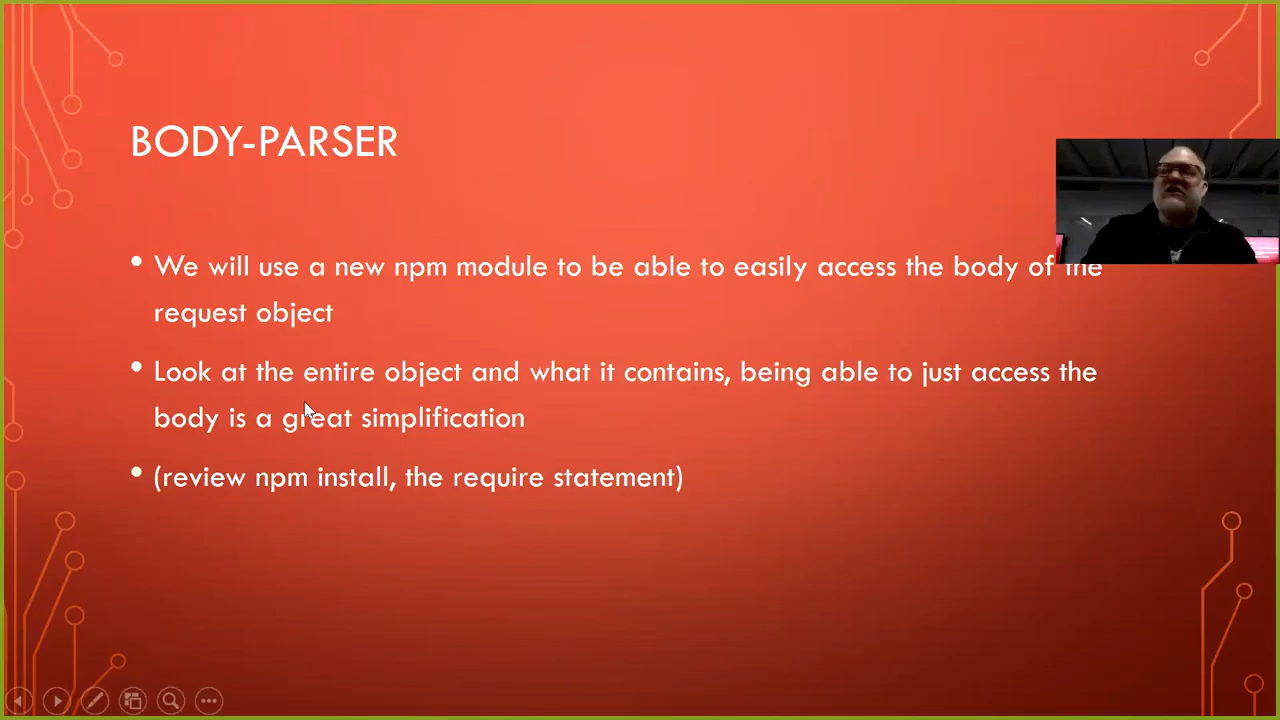 BODY-PARSER
• We will use a new npm module to be able to easily access the body of the
request object
• Look at the entire object and what it contains, being able to just access the
body is a great simplification
• (review npm install, the require statement)